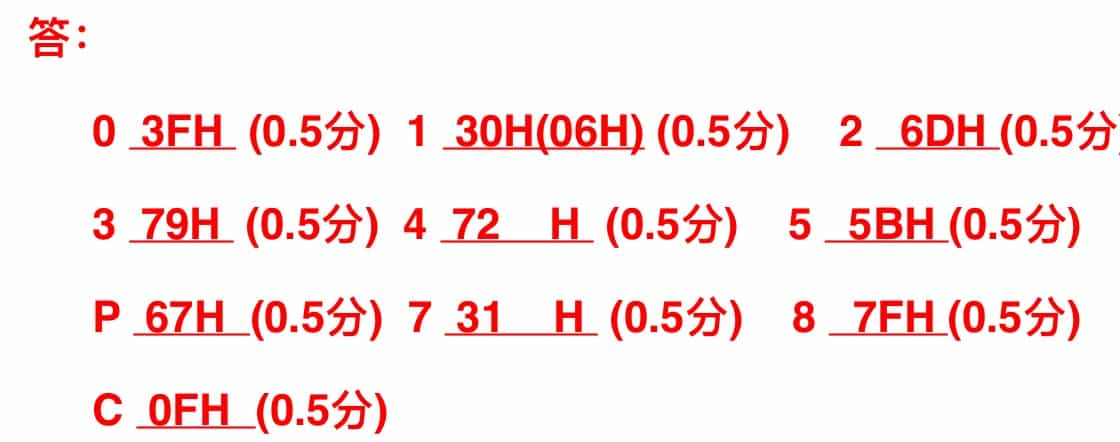 答：
0 3FH (0.5分) 1 30H(06H) (0.5分) 2 6DH (0.5分)
3 79H (0.5分) 4 72 H (0.5分) 5 5BH (0.5分)
P 67H (0.5分) 7 31 H (0.5分) 8 7FH (0.5分)
C 0FH (0.5分)